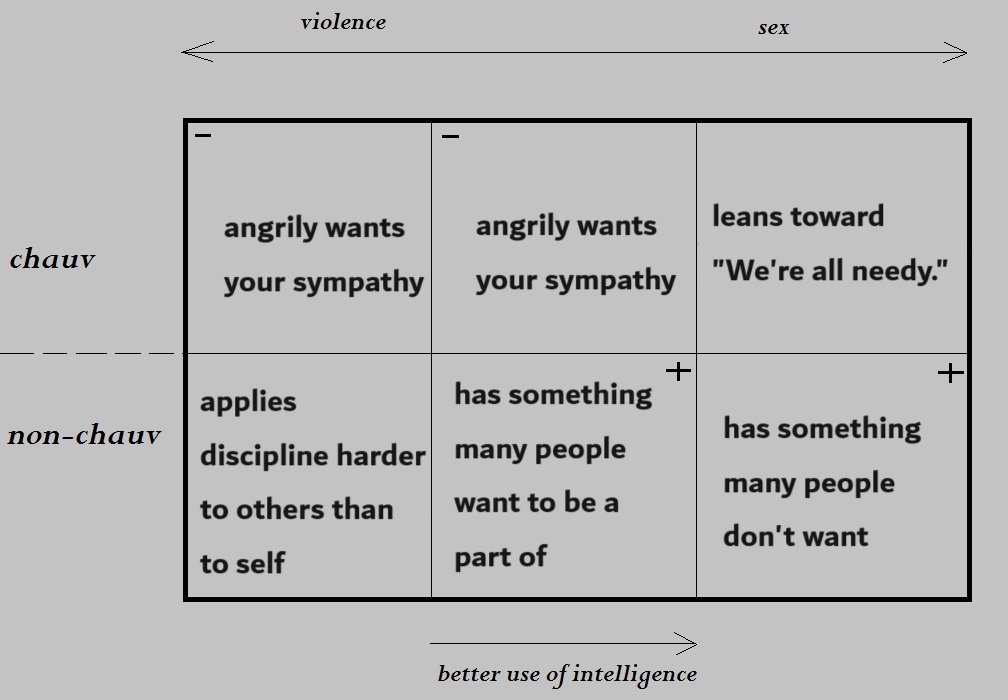 violence
sex
chauv
angrily wants
your sympathy
angrily wants
your sympathy
leans toward
"We're all needy."
non-chauv
applies
discipline harder
to others than
to self
has something
many people
want to be a
part of
has something
many people
don't want
better use of intelligence